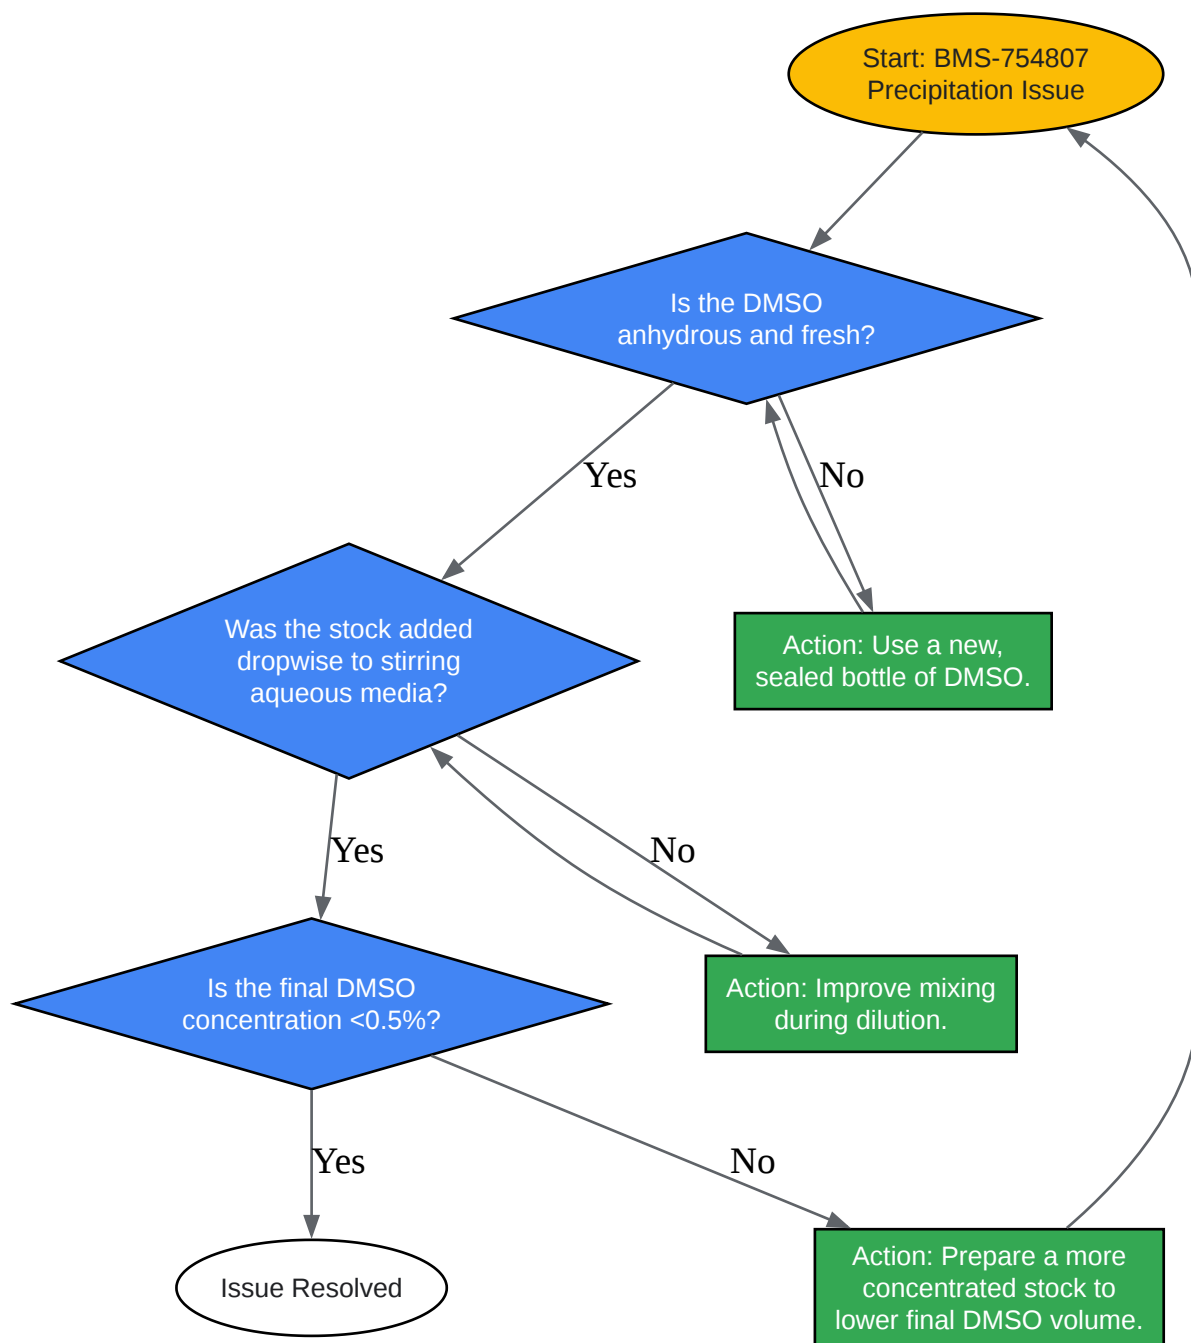 Start: BMS-754807
Precipitation Issue
Is the DMSO
anhydrous and fresh?
Yes
No
Was the stock added
dropwise to stirring
aqueous media?
Action: Use a new,
sealed bottle of DMSO.
Yes
No
Is the final DMSO
concentration <0.5%?
Action: Improve mixing
during dilution.
Yes
No
Issue Resolved
Action: Prepare a more
concentrated stock to
lower final DMSO volume.